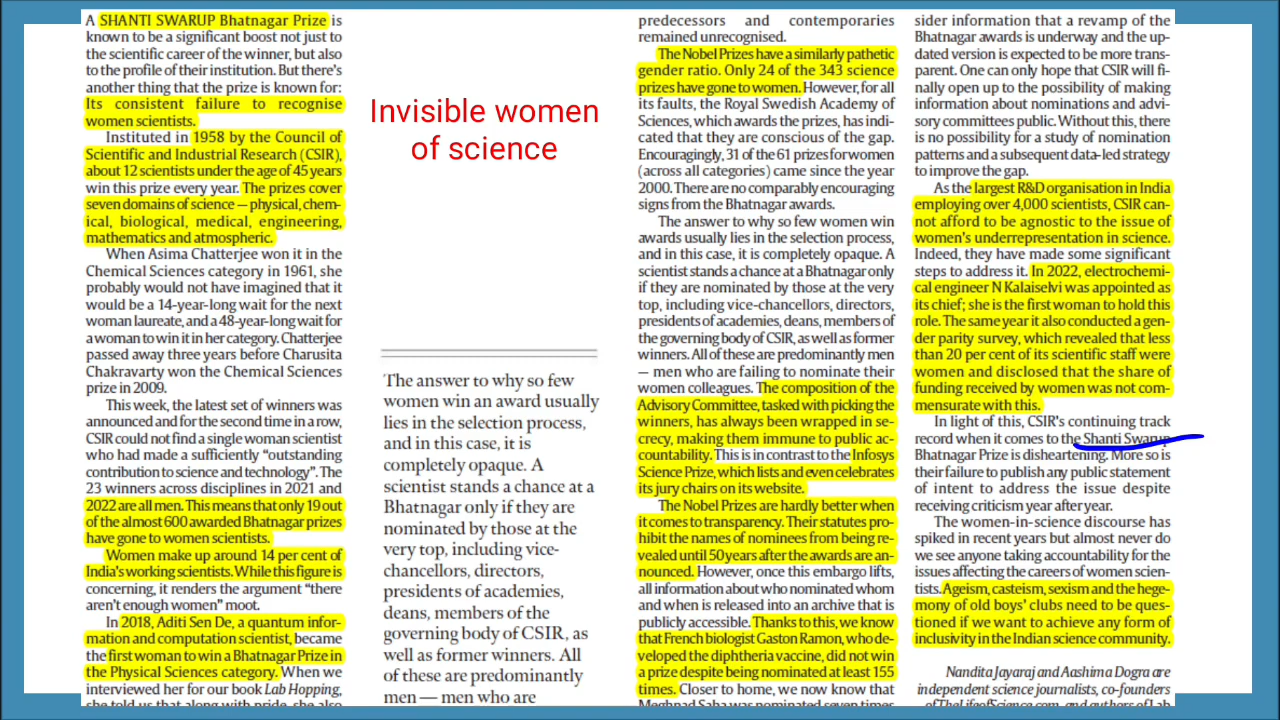 A SHANTI SWARUP Bhatnagar Prize is
known to be a significant boost not just to
the scientific career of the winner, but also
to the profile of their institution. But there's
another thing that the prize is known for:
Its consistent failure to recognise
women scientists.
Instituted in 1958 by the Council of
Scientific and Industrial Research (CSIR),
about 12 scientists under the age of 45 years
win this prize every year. The prizes cover
seven domains of science — physical, chem-
ical, biological, medical, engineering,
mathematics and atmospheric.
When Asima Chatterjee won it in the
Chemical Sciences category in 1961, she
probably would not have imagined that it
would be a 14-year-long wait for the next
woman laureate, and a 48-year-long wait for
a woman to win it in her category. Chatterjee
passed away three years before Charusita
Chakravarty won the Chemical Sciences
prize in 2009.
This week, the latest set of winners was
announced and for the second time in a row,
CSIR could not find a single woman scientist
who had made a sufficiently "outstanding
contribution to science and technology". The
23 winners across disciplines in 2021 and
2022 are all men. This means that only 19 out
of the almost 600 awarded Bhatnagar prizes
have gone to women scientists.
Women make up around 14 per cent of
India's working scientists. While this figure is
concerning, it renders the argument "there
aren't enough women" moot.
In 2018, Aditi Sen De, a quantum infor-
mation and computation scientist, became
the first woman to win a Bhatnagar Prize in
the Physical Sciences category. When we
interviewed her for our book Lab Hopping,
she told us that along with pride, she also
Invisible women
of science
The answer to why so few
women win an award usually
lies in the selection process,
and in this case, it is
completely opaque. A
scientist stands a chance at a
Bhatnagar only if they are
nominated by those at the
very top, including vice-
chancellors, directors,
presidents of academies,
deans, members of the
governing body of CSIR, as
well as former winners. All
of these are predominantly
men — men who are
predecessors and contemporaries
remained unrecognised.
The Nobel Prizes have a similarly pathetic
gender ratio. Only 24 of the 343 science
prizes have gone to women. However, for all
its faults, the Royal Swedish Academy of
Sciences, which awards the prizes, has indi-
cated that they are conscious of the gap.
Encouragingly, 31 of the 61 prizes for women
(across all categories) came since the year
2000. There are no comparably encouraging
signs from the Bhatnagar awards.
The answer to why so few women win
awards usually lies in the selection process,
and in this case, it is completely opaque. A
scientist stands a chance at a Bhatnagar only
if they are nominated by those at the very
top, including vice-chancellors, directors,
presidents of academies, deans, members of
the governing body of CSIR, as well as former
winners. All of these are predominantly men
— men who are failing to nominate their
women colleagues. The composition of the
Advisory Committee, tasked with picking the
winners, has always been wrapped in se-
crecy, making them immune to public ac-
countability. This is in contrast to the Infosys
Science Prize, which lists and even celebrates
its jury chairs on its website.
The Nobel Prizes are hardly better when
it comes to transparency. Their statutes pro-
hibit the names of nominees from being re-
vealed until 50 years after the awards are an-
nounced. However, once this embargo lifts,
all information about who nominated whom
and when is released into an archive that is
publicly accessible. Thanks to this, we know
that French biologist Gaston Ramon, who de-
veloped the diphtheria vaccine, did not win
a prize despite being nominated at least 155
times. Closer to home, we now know that
Meghnad Saha was nominated seven times
sider information that a revamp of the
Bhatnagar awards is underway and the up-
dated version is expected to be more trans-
parent. One can only hope that CSIR will fi-
nally open up to the possibility of making
information about nominations and advi-
sory committees public. Without this, there
is no possibility for a study of nomination
patterns and a subsequent data-led strategy
to improve the gap.
As the largest R&D organisation in India
employing over 4,000 scientists, CSIR can-
not afford to be agnostic to the issue of
women's underrepresentation in science.
Indeed, they have made some significant
steps to address it. In 2022, electrochemi-
cal engineer N Kalaiselvi was appointed as
its chief; she is the first woman to hold this
role. The same year it also conducted a gen-
der parity survey, which revealed that less
than 20 per cent of its scientific staff were
women and disclosed that the share of
funding received by women was not com-
mensurate with this.
In light of this, CSIR's continuing track
record when it comes to the Shanti Swarup
Bhatnagar Prize is disheartening. More so is
their failure to publish any public statement
of intent to address the issue despite
receiving criticism year after year.
The women-in-science discourse has
spiked in recent years but almost never do
we see anyone taking accountability for the
issues affecting the careers of women scien-
tists. Ageism, casteism, sexism and the hege-
mony of old boys' clubs need to be ques-
tioned if we want to achieve any form of
inclusivity in the Indian science community.
Nandita Jayaraj and Aashima Dogra are
independent science journalists, co-founders
of TheLifeofScience.com, and authors of Lab